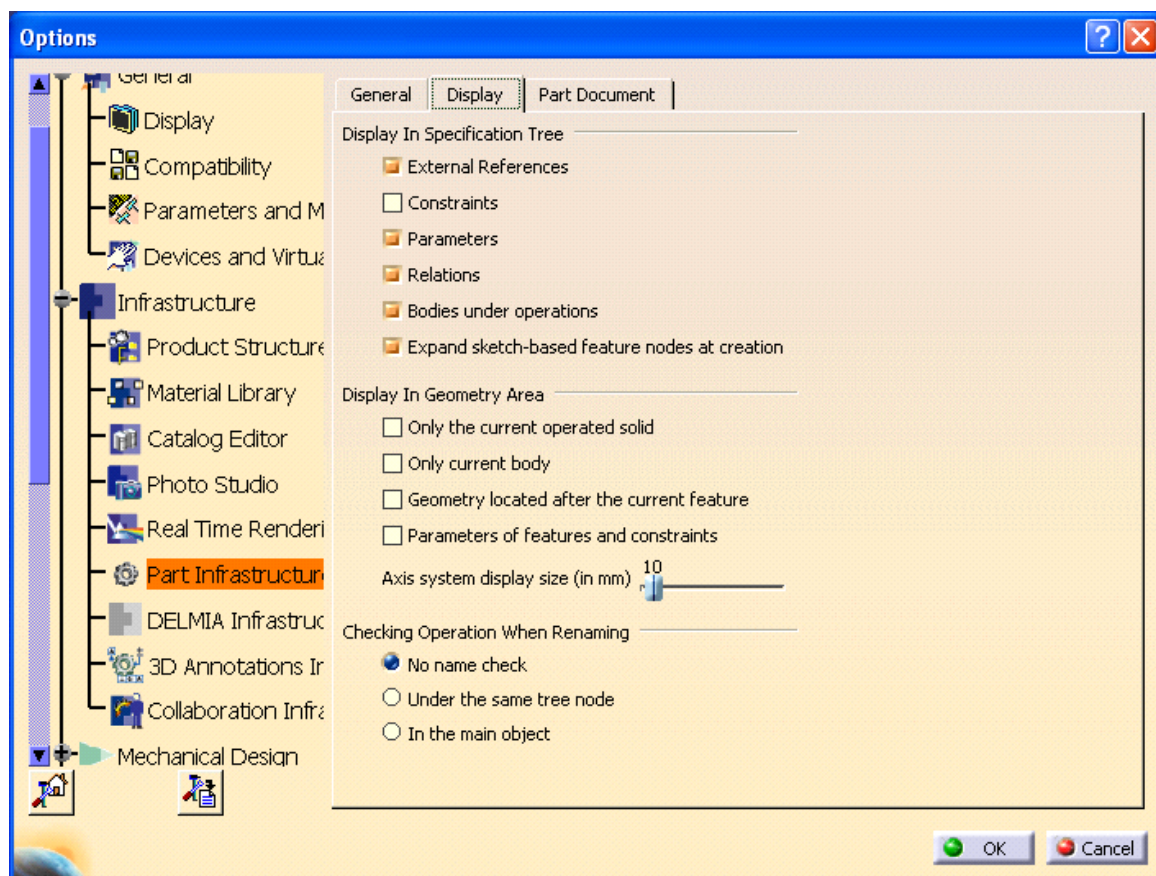 Options
General
Display
Compatibility
Parameters and M
Devices and Virtua
Infrastructure
Product Structure
Material Library
Catalog Editor
Photo Studio
Real Time Renderi
Part Infrastructur
DELMIA Infrastruc
3D Annotations Ir
Collaboration Infra
Mechanical Design
General Display Part Document
Display In Specification Tree
External References
Constraints
Parameters
Relations
Bodies under operations
Expand sketch-based feature nodes at creation
Display In Geometry Area
Only the current operated solid
Only current body
Geometry located after the current feature
Parameters of features and constraints
10
Axis system display size (in mm)
Checking Operation When Renaming
No name check
Under the same tree node
In the main object
OK Cancel